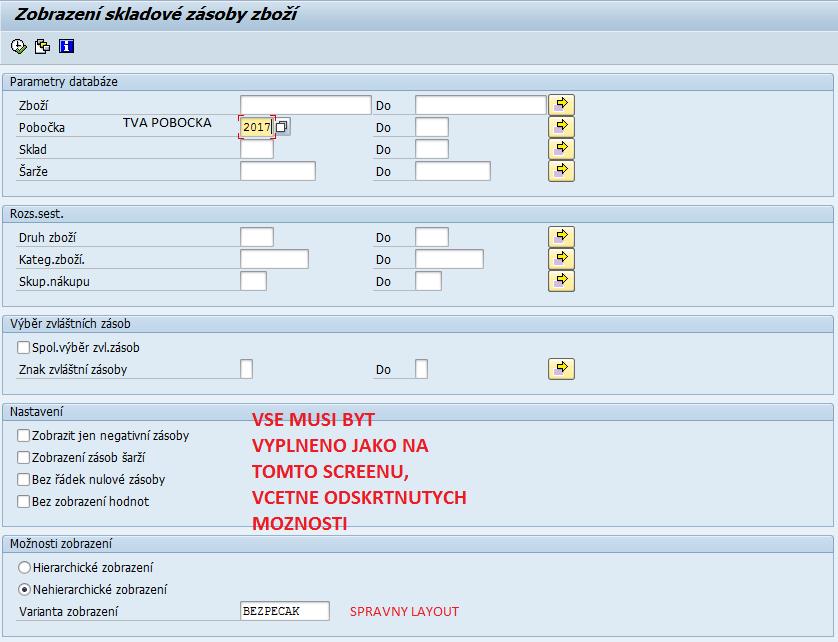 Zobrazení skladové zásoby zboží
Parametry databáze
Zboží Do
Pobočka TVA POBOCKA 2017 Do
Sklad Do
Šarže Do
Rozs.sest.
Druh zboží Do
Kateg.zboží. Do
Skup.nákupu Do
Výběr zvláštních zásob
Spol.výběr zvl.zásob
Znak zvláštní zásoby Do
Nastavení
Zobrazit jen negativní zásoby
Zobrazení zásob šarží
Bez řádek nulové zásoby
Bez zobrazení hodnot
VSE MUSI BYT
VYPLNENO JAKO NA
TOMTO SCREENU,
VCETNE ODSKRTNUTYCH
MOZNOSTI
Možnosti zobrazení
Hierarchické zobrazení
Nehierarchické zobrazení
Varianta zobrazení BEZPECAK SPRAVNY LAYOUT